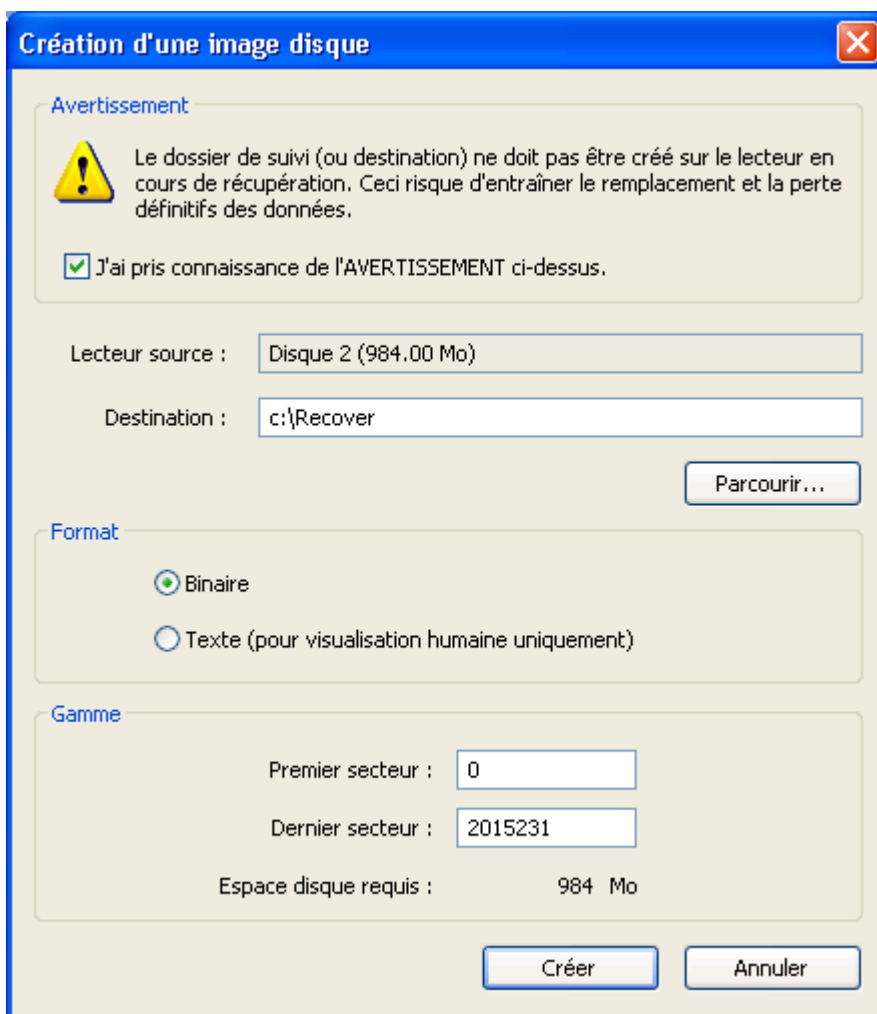 Création d'une image disque
Avertissement
Le dossier de suivi (ou destination) ne doit pas être créé sur le lecteur en
cours de récupération. Ceci risque d'entraîner le remplacement et la perte
définitifs des données.
J'ai pris connaissance de l'AVERTISSEMENT ci-dessus.
Lecteur source : Disque 2 (984.00 Mo)
Destination : c:\Recover
Parcourir...
Format
Binaire
Texte (pour visualisation humaine uniquement)
Gamme
Premier secteur : 0
Dernier secteur : 2015231
Espace disque requis : 984 Mo
Créer Annuler